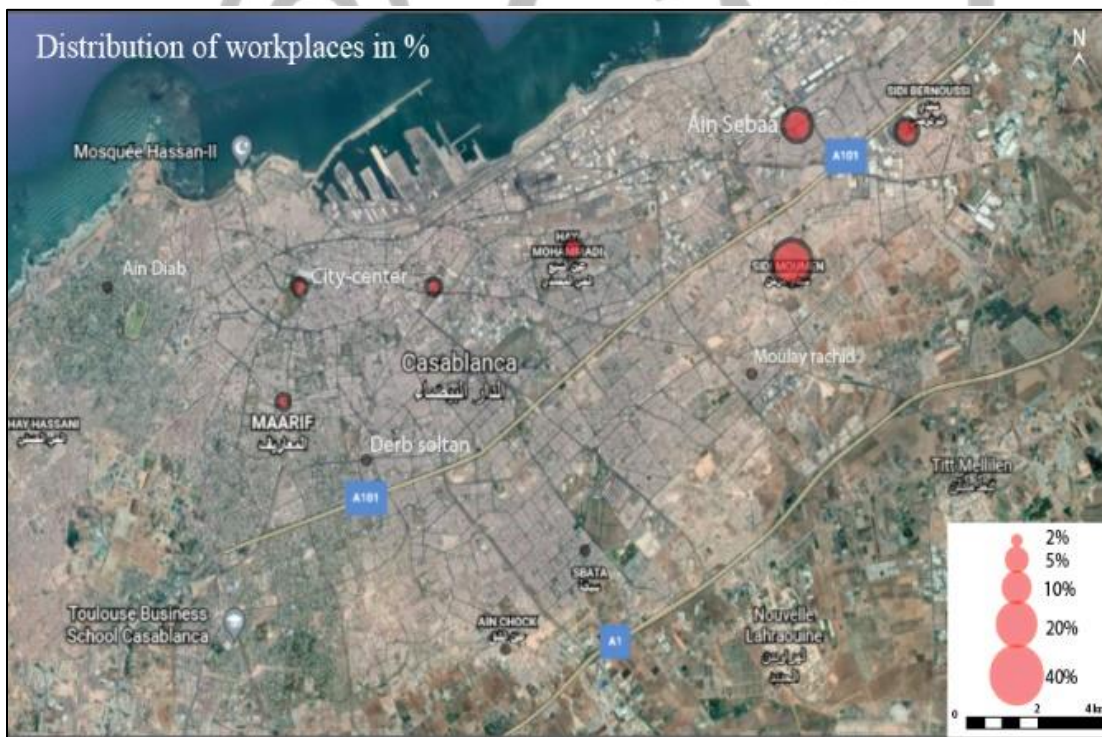 Distribution of workplaces in %
N
SIDI BERNOUSSI
Ain Sebaa
A101
Mosquée Hassan-II
HAY
MOHAMMADI
SIDI MOUMEN
Ain Diab
City-center
Casablanca
الدار البيضاء
Moulay rachid
MAARIF
المعاريف
HAY HASSANI
Derb soltan
A101
Titt Mellilen
SBATA
Toulouse Business
School Casablanca
AIN CHOCK
A1
Nouvelle
Lahraouine
2%
5%
10%
20%
40%
0 2 4 km